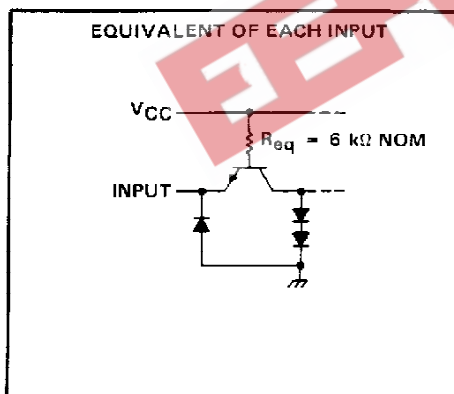 EQUIVALENT OF EACH INPUT
VCC
Req = 6 kΩ NOM
INPUT